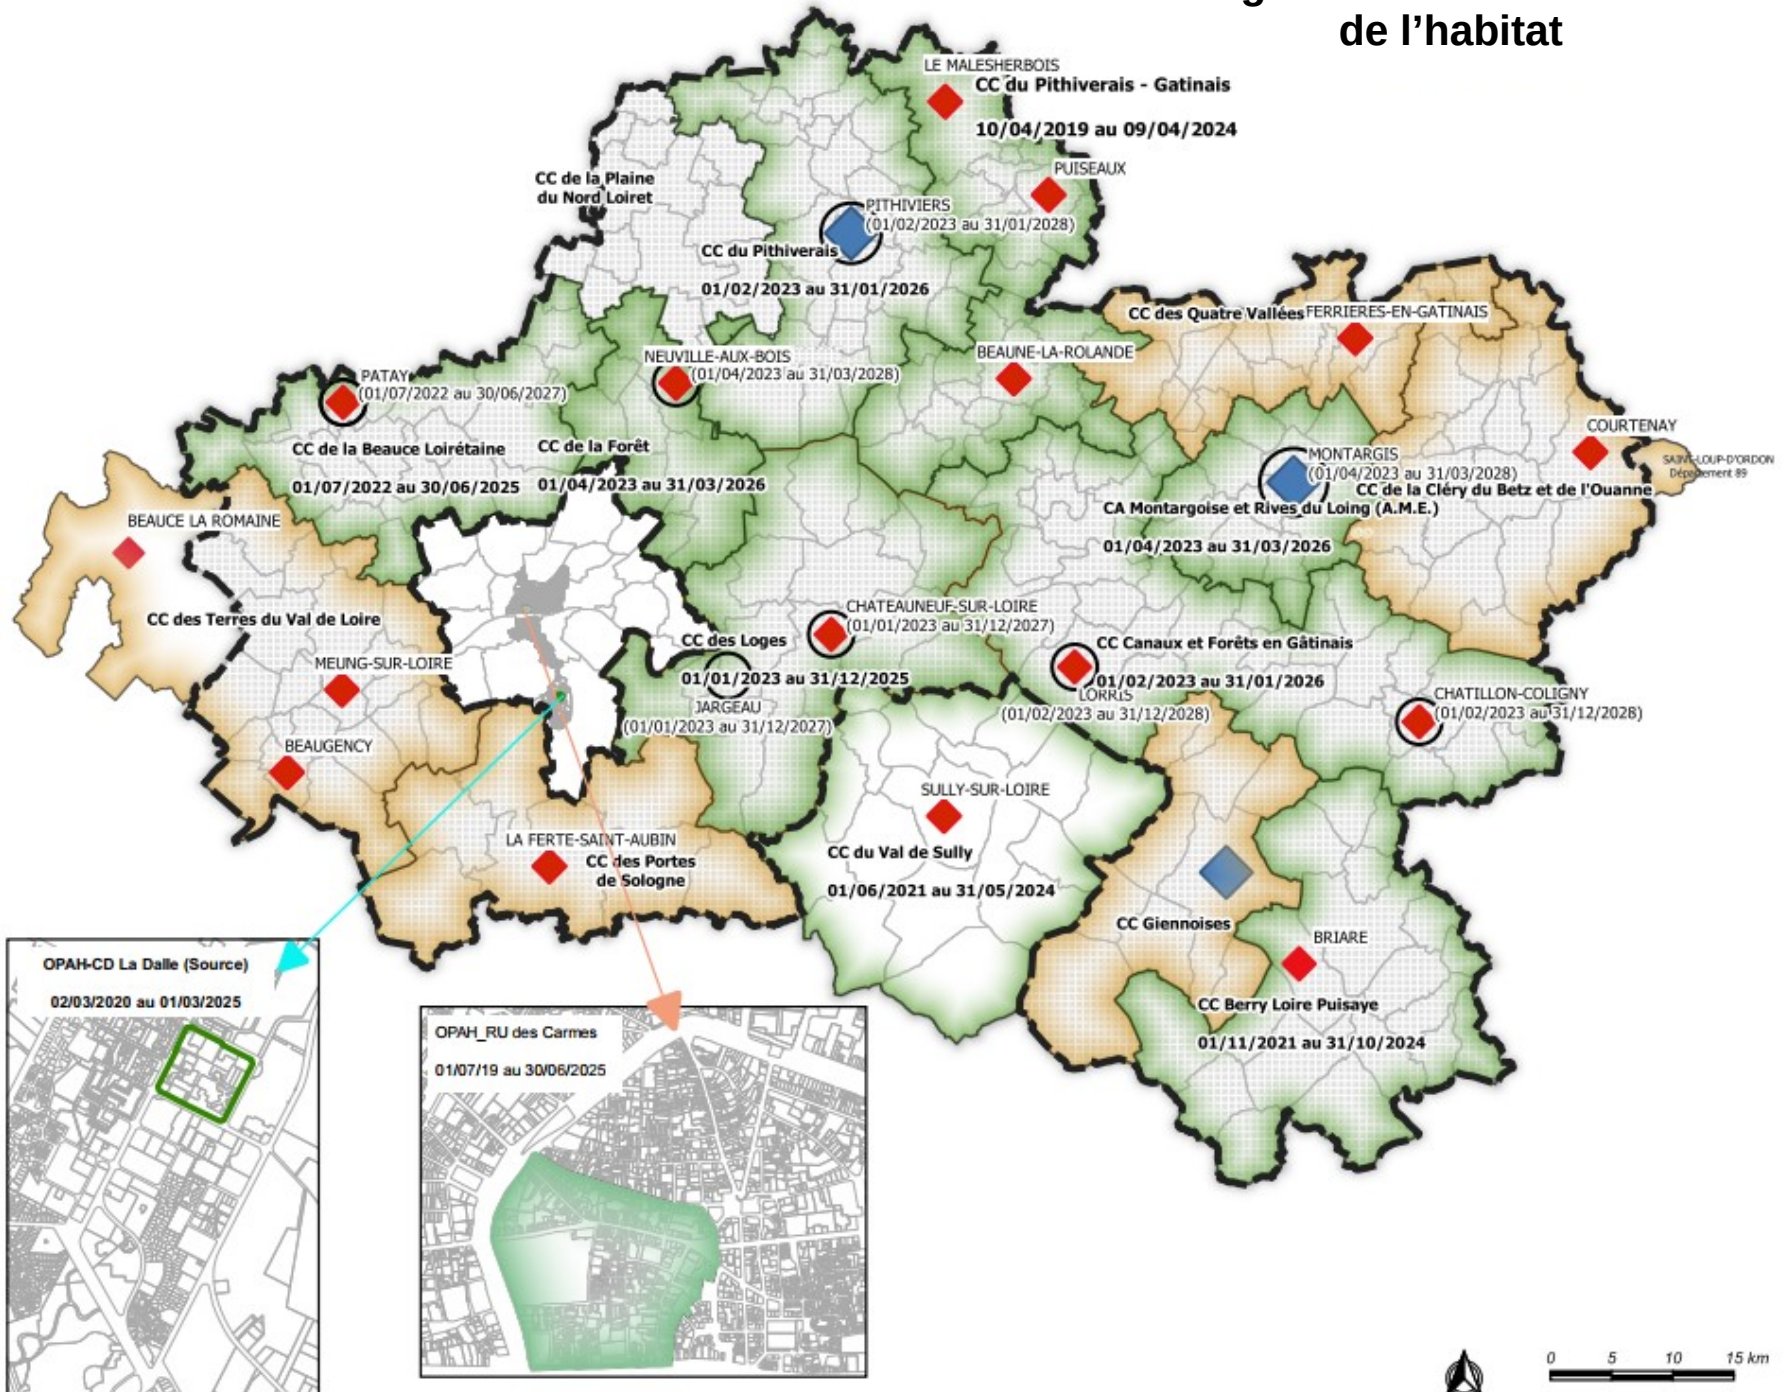 de l’habitat
LE MALESHERBOIS
CC du Pithiverais - Gatinais
10/04/2019 au 09/04/2024
PUISEAUX
CC de la Plaine
du Nord Loiret
PITHIVIERS
(01/02/2023 au 31/01/2028)
CC du Pithiverais
01/02/2023 au 31/01/2026
CC des Quatre Vallées
FERRIERES-EN-GATINAIS
NEUVILLE-AUX-BOIS
(01/04/2023 au 31/03/2028)
BEAUNE-LA-ROLANDE
PATAY
(01/07/2022 au 30/06/2027)
COURTENAY
CC de la Beauce Loirétaine
01/07/2022 au 30/06/2025
CC de la Forêt
01/04/2023 au 31/03/2026
MONTARGIS
(01/04/2023 au 31/03/2028)
SAINT-LOUP-D'ORDON
Département 89
CC de la Cléry du Betz et de l'Ouanne
CA Montargoise et Rives du Loing (A.M.E.)
01/04/2023 au 31/03/2026
BEAUCE LA ROMAINE
CC des Terres du Val de Loire
CHATEAUNEUF-SUR-LOIRE
(01/01/2023 au 31/12/2027)
CC des Loges
01/01/2023 au 31/12/2025
CC Canaux et Forêts en Gâtinais
01/02/2023 au 31/01/2026
MEUNG-SUR-LOIRE
LORRIS
(01/02/2023 au 31/12/2028)
JARGEAU
(01/01/2023 au 31/12/2027)
CHATILLON-COLIGNY
(01/02/2023 au 31/12/2028)
BEAUGENCY
SULLY-SUR-LOIRE
LA FERTE-SAINT-AUBIN
CC des Portes
de Sologne
CC du Val de Sully
01/06/2021 au 31/05/2024
CC Giennoises
BRIARE
CC Berry Loire Puisaye
01/11/2021 au 31/10/2024
OPAH-CD La Dalle (Source)
02/03/2020 au 01/03/2025
OPAH_RU des Carmes
01/07/19 au 30/06/2025
0 5 10 15 km